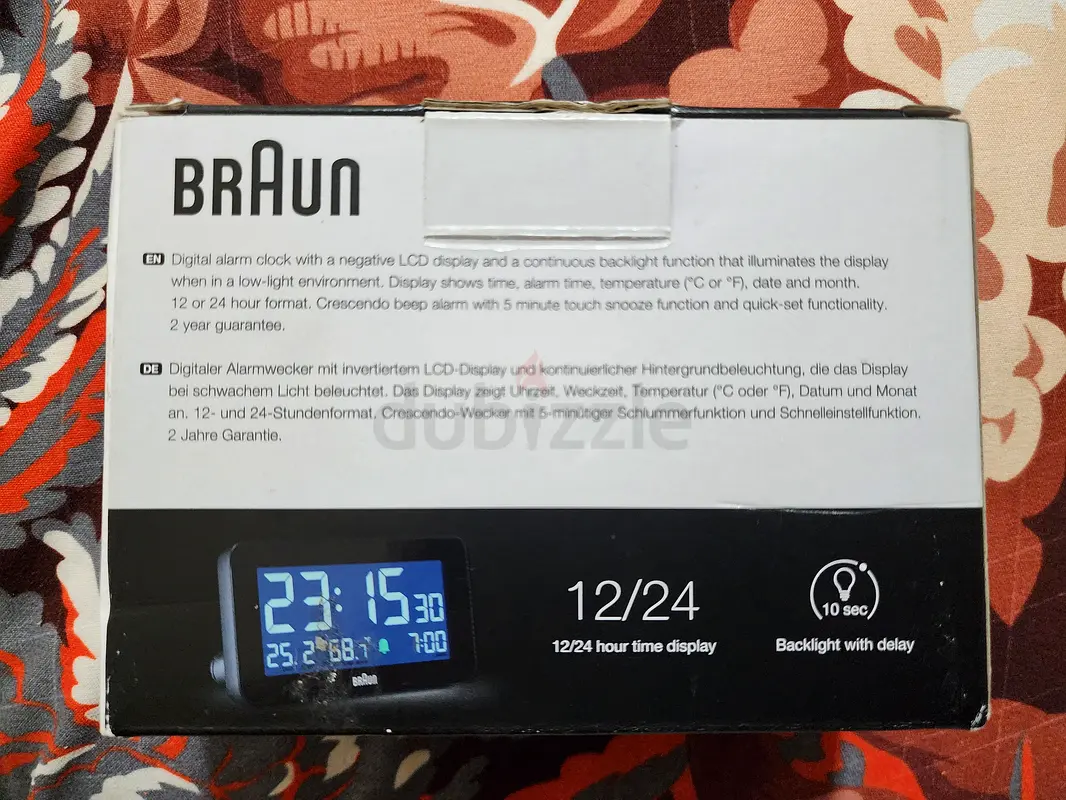 BRAUN
EN Digital alarm clock with a negative LCD display and a continuous backlight function that illuminates the display
when in a low-light environment. Display shows time, alarm time, temperature (°C or °F), date and month.
12 or 24 hour format. Crescendo beep alarm with 5 minute touch snooze function and quick-set functionality.
2 year guarantee.
DE Digitaler Alarmwecker mit invertiertem LCD-Display und kontinuierlicher Hintergrundbeleuchtung, die das Display
bei schwachem Licht beleuchtet. Das Display zeigt Uhrzeit, Weckzeit, Temperatur (°C oder °F), Datum und Monat
an. 12- und 24-Stundenformat. Crescendo-Wecker mit 5-minütiger Schlummerfunktion und Schnelleinstellfunktion.
2 Jahre Garantie.
dubizzle
23:15 30
25.2 7:00
BRAUN
12/24
12/24 hour time display
10 sec
Backlight with delay